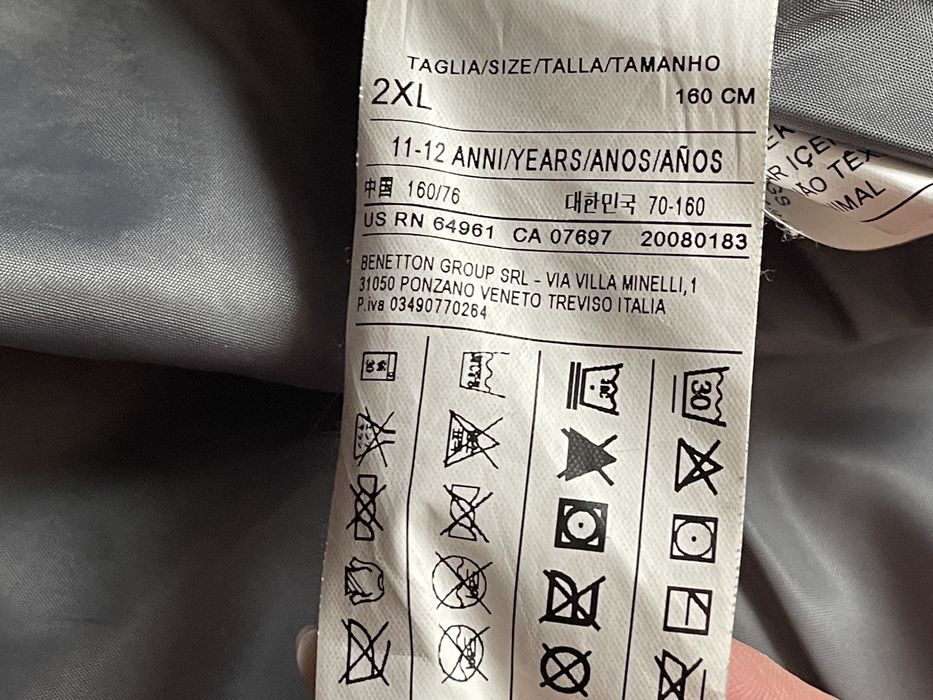 TAGLIA/SIZE/TALLA/TAMANHO
2XL 160 CM
11-12 ANNI/YEARS/ANOS/AÑOS
中国 160/76 대한민국 70-160
US RN 64961 CA 07697 20080183
BENETTON GROUP SRL - VIA VILLA MINELLI,1
31050 PONZANO VENETO TREVISO ITALIA
P.iva 03490770264
30